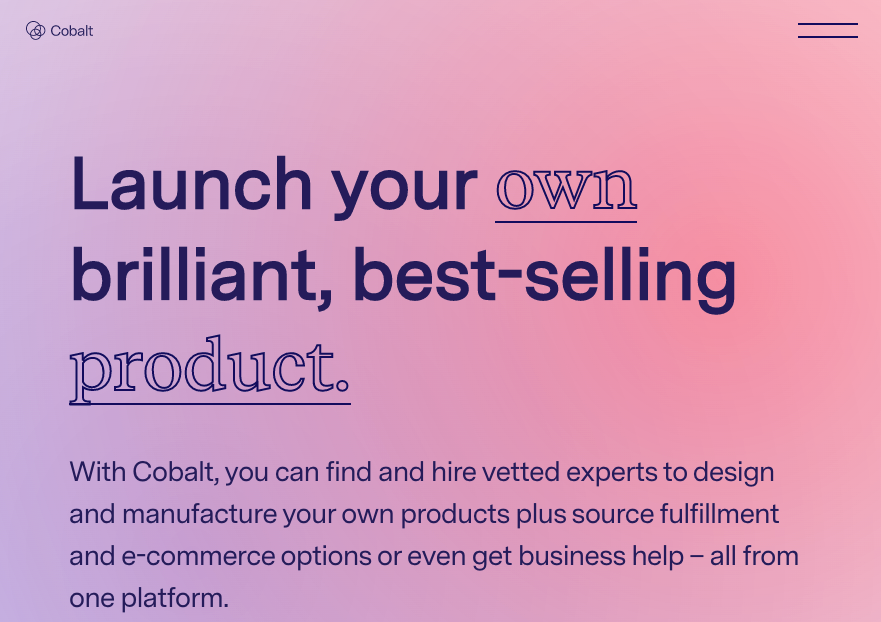 Cobalt
Launch your own
brilliant, best-selling
product.
With Cobalt, you can find and hire vetted experts to design
and manufacture your own products plus source fulfillment
and e-commerce options or even get business help – all from
one platform.